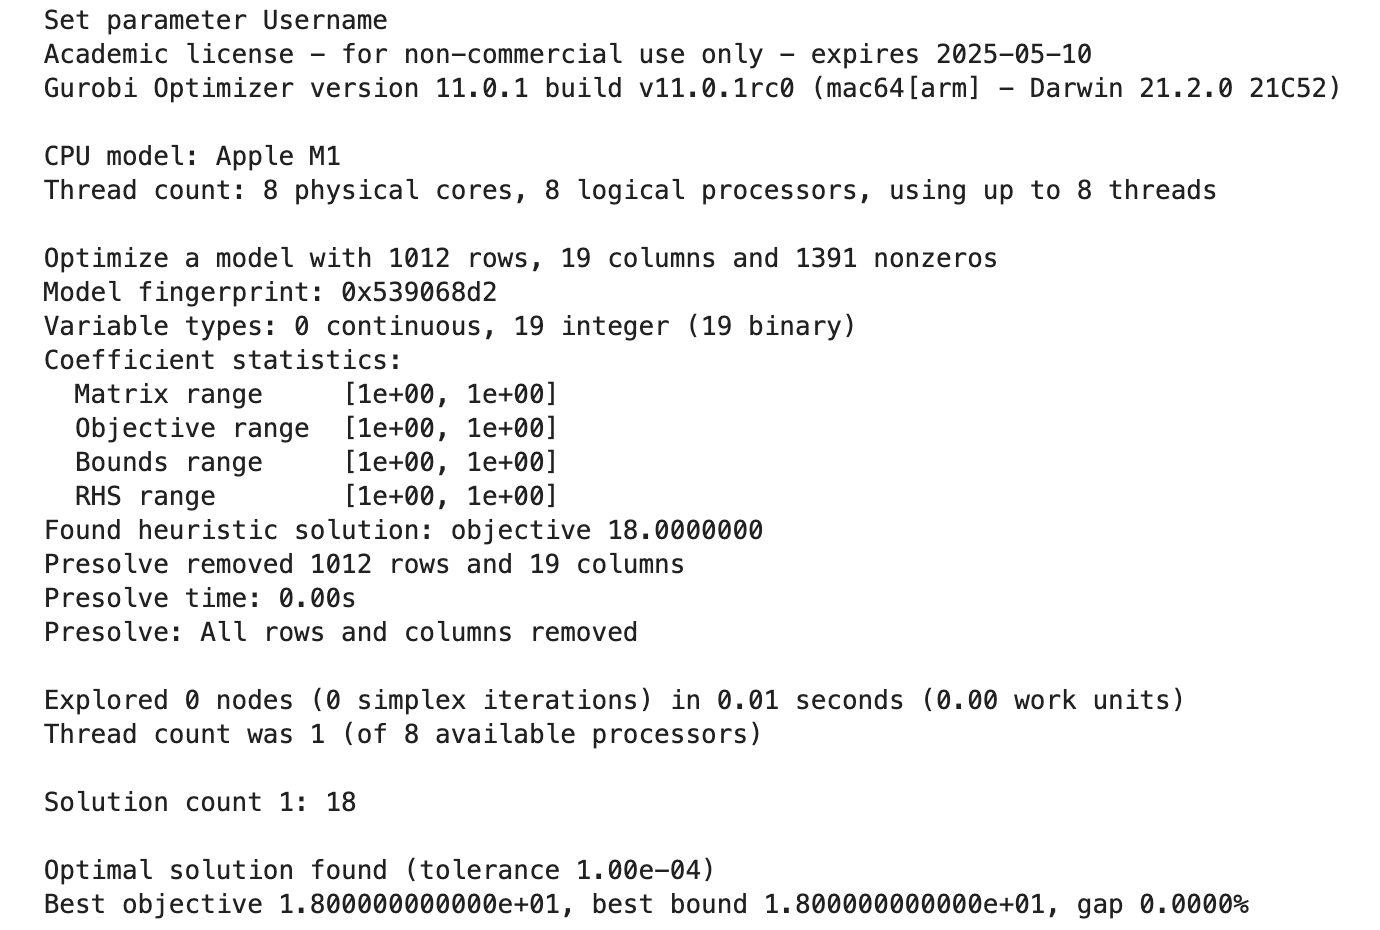 Set parameter Username
Academic license - for non-commercial use only - expires 2025-05-10
Gurobi Optimizer version 11.0.1 build v11.0.1rc0 (mac64[arm] - Darwin 21.2.0 21C52)
CPU model: Apple M1
Thread count: 8 physical cores, 8 logical processors, using up to 8 threads
Optimize a model with 1012 rows, 19 columns and 1391 nonzeros
Model fingerprint: 0x539068d2
Variable types: 0 continuous, 19 integer (19 binary)
Coefficient statistics:
Matrix range [1e+00, 1e+00]
Objective range [1e+00, 1e+00]
Bounds range [1e+00, 1e+00]
RHS range [1e+00, 1e+00]
Found heuristic solution: objective 18.0000000
Presolve removed 1012 rows and 19 columns
Presolve time: 0.00s
Presolve: All rows and columns removed
Explored 0 nodes (0 simplex iterations) in 0.01 seconds (0.00 work units)
Thread count was 1 (of 8 available processors)
Solution count 1: 18
Optimal solution found (tolerance 1.00e-04)
Best objective 1.800000000000e+01, best bound 1.800000000000e+01, gap 0.0000%